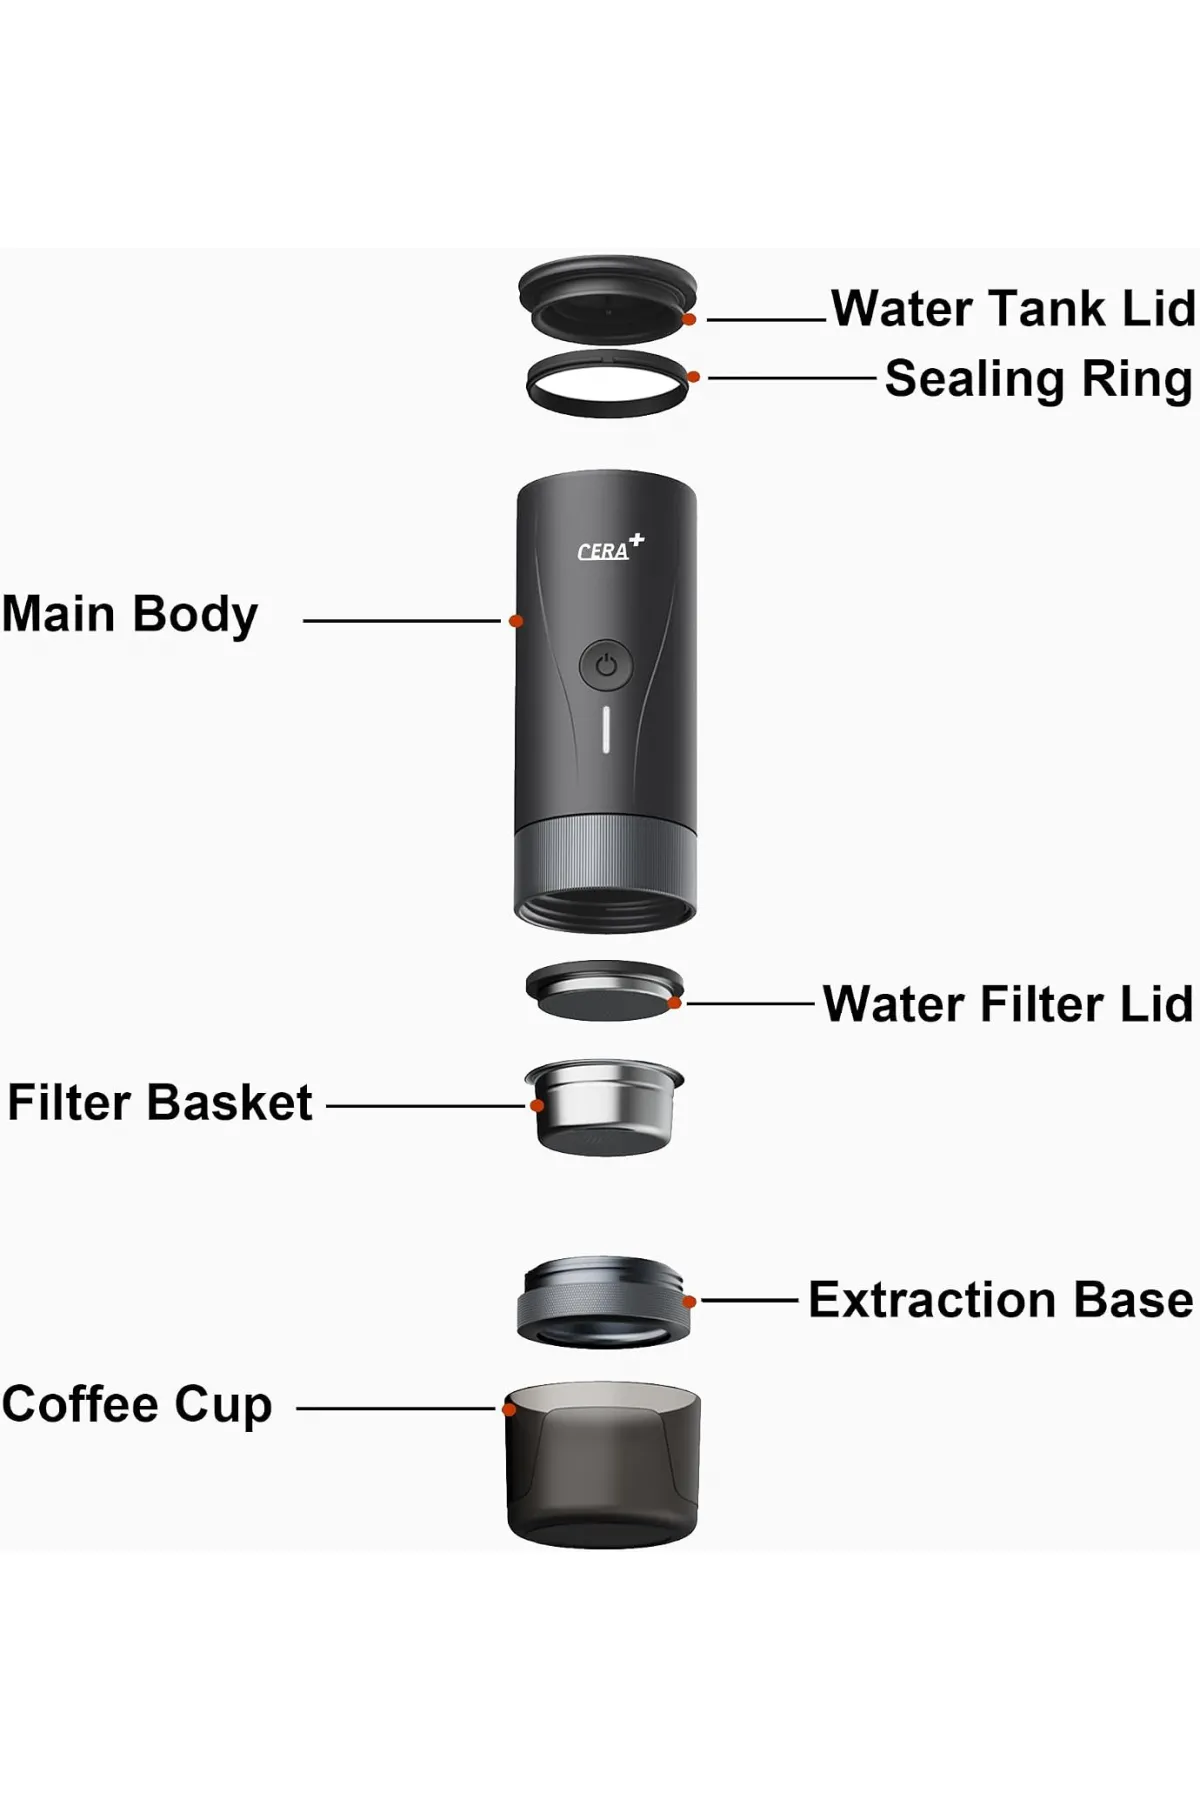 Water Tank Lid
Sealing Ring
CERA+
Main Body
Water Filter Lid
Filter Basket
Extraction Base
Coffee Cup